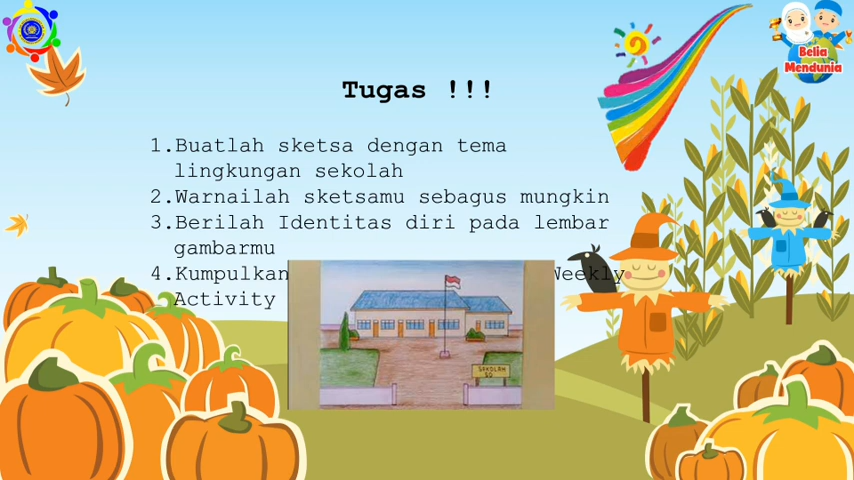 Belia
Mendunia
Tugas !!!
1.Buatlah sketsa dengan tema
lingkungan sekolah
2.Warnailah sketsamu sebagus mungkin
3.Berilah Identitas diri pada lembar
gambarmu
4.Kumpulkan Weekly
Activity
SEKOLAH
SD